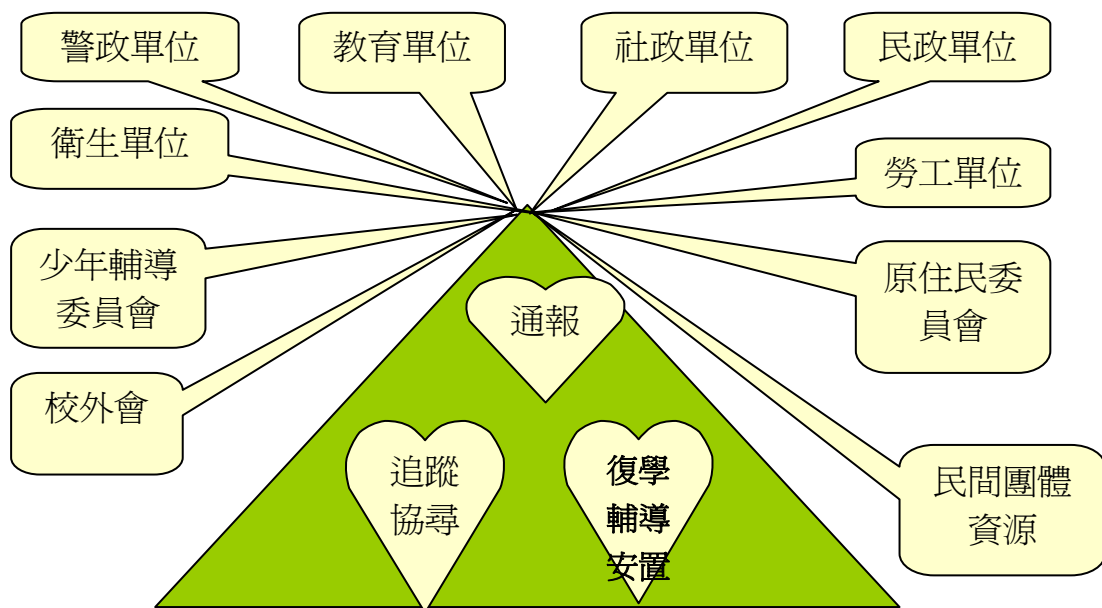 警政單位
教育單位
社政單位
民政單位
衛生單位
勞工單位
少年輔導
委員會
原住民委
員會
通報
校外會
追蹤
協尋
復學
輔導
安置
民間團體
資源